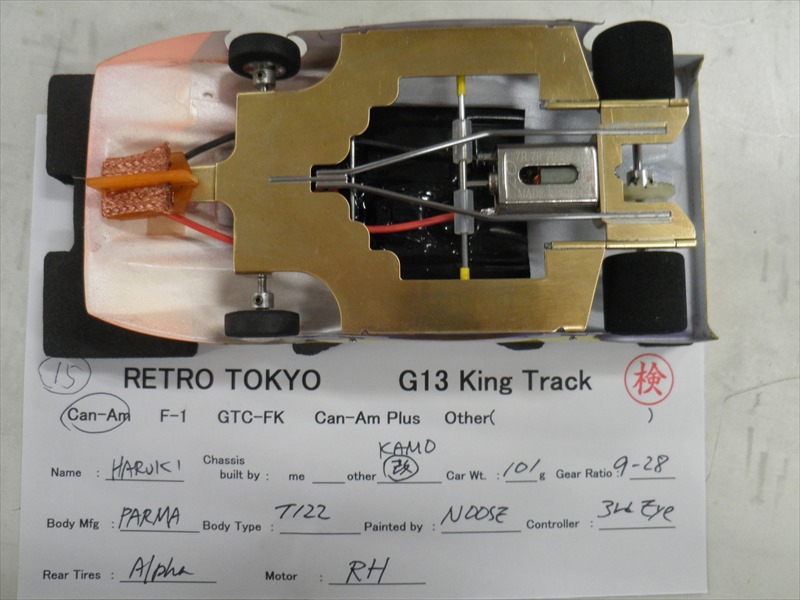 15
RETRO TOKYO G13 King Track 検
Can-Am F-1 GTC-FK Can-Am Plus Other( )
KAMO
Name : HARUKI Chassis built by : me other 改 Car Wt. : 101 g Gear Ratio : 9-28
Body Mfg : PARMA Body Type : T122 Painted by : NOOSE Controller : 3rd Eye
Rear Tires : Alpha Motor : RH